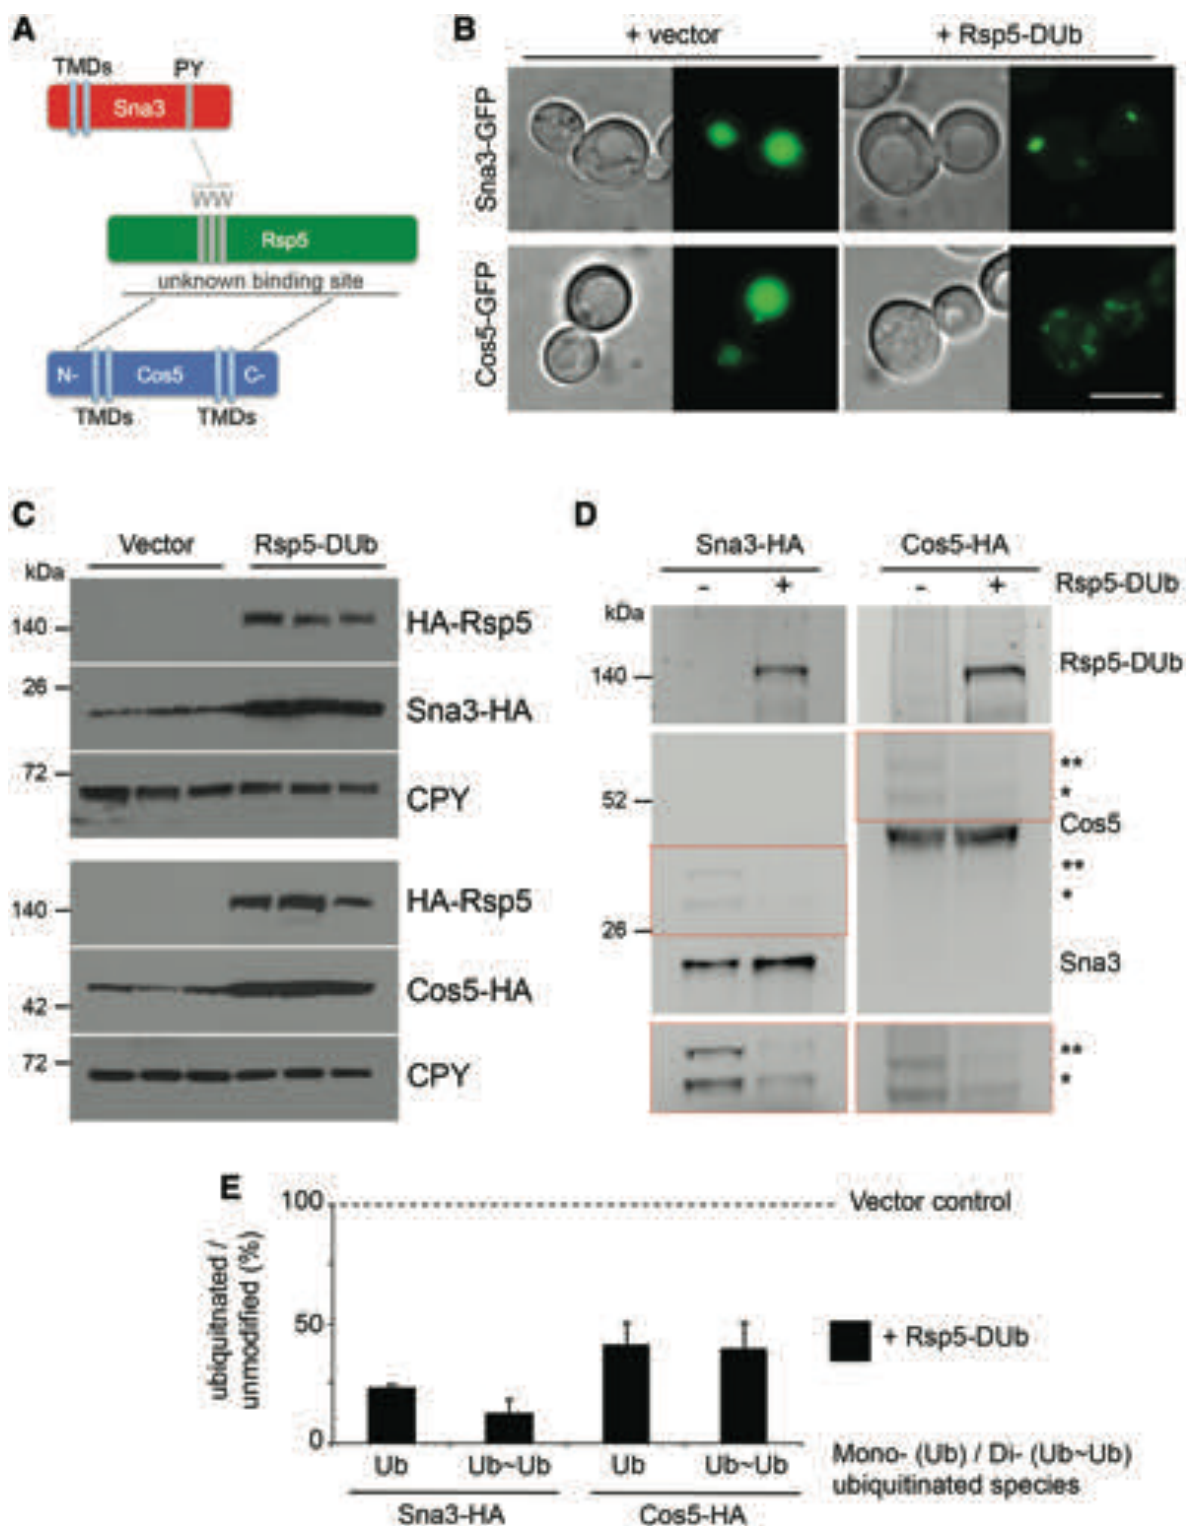 A
TMDs
PY
Sna3
WW
Rsp5
unknown binding site
N-
Cos5
C-
TMDs
TMDs
B
+ vector
+ Rsp5-DUb
Sna3-GFP
Cos5-GFP
C
Vector
Rsp5-DUb
kDa
140
HA-Rsp5
26
Sna3-HA
72
CPY
140
HA-Rsp5
42
Cos5-HA
72
CPY
D
Sna3-HA
Cos5-HA
- + - + Rsp5-DUb
kDa
140
Rsp5-DUb
**
52
*
Cos5
**
*
26
Sna3
**
*
E
100
Vector control
ubiquitnated /
unmodified (%)
50
+ Rsp5-DUb
0
Ub Ub~Ub Ub Ub~Ub
Mono- (Ub) / Di- (Ub~Ub)
ubiquitinated species
Sna3-HA
Cos5-HA